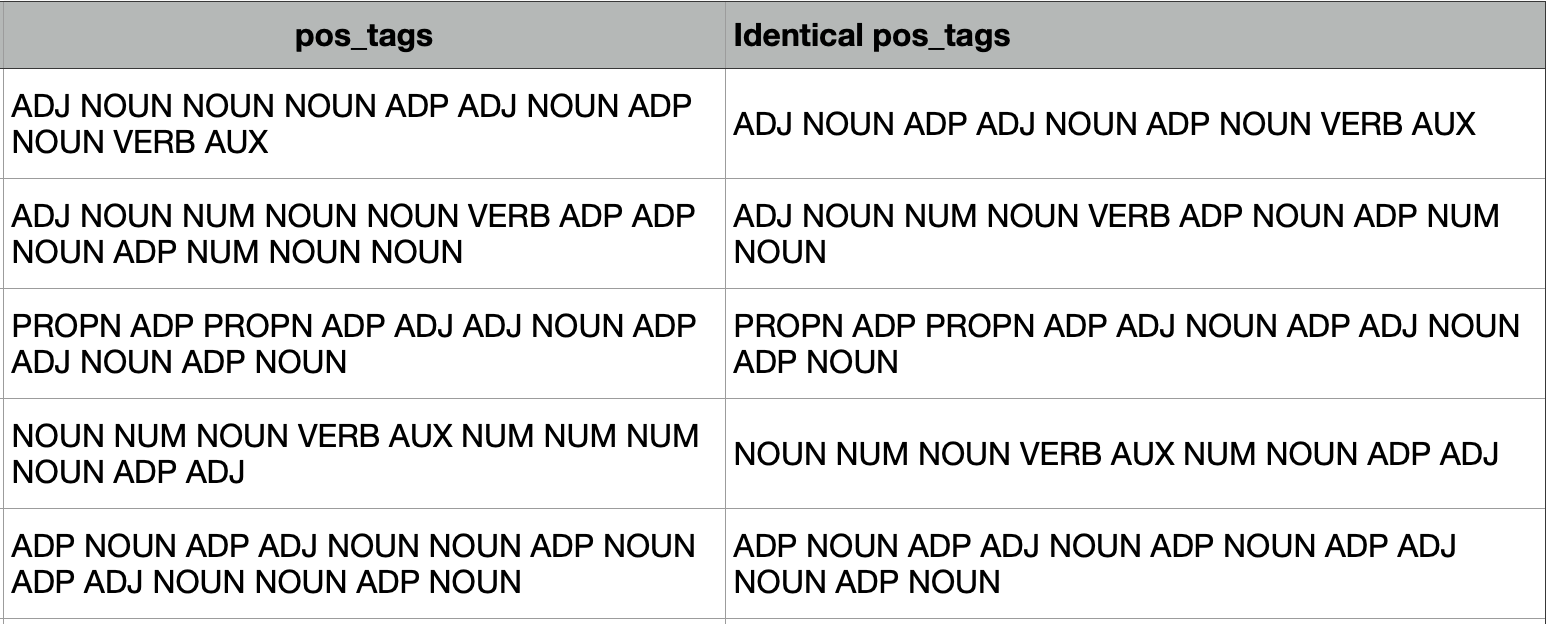 pos_tags
Identical pos_tags
ADJ NOUN NOUN NOUN ADP ADJ NOUN ADP
NOUN VERB AUX
ADJ NOUN ADP ADJ NOUN ADP NOUN VERB AUX
ADJ NOUN NUM NOUN NOUN VERB ADP ADP
NOUN ADP NUM NOUN NOUN
ADJ NOUN NUM NOUN VERB ADP NOUN ADP NUM
NOUN
PROPN ADP PROPN ADP ADJ ADJ NOUN ADP
ADJ NOUN ADP NOUN
PROPN ADP PROPN ADP ADJ NOUN ADP ADJ NOUN
ADP NOUN
NOUN NUM NOUN VERB AUX NUM NUM NUM
NOUN ADP ADJ
NOUN NUM NOUN VERB AUX NUM NOUN ADP ADJ
ADP NOUN ADP ADJ NOUN NOUN ADP NOUN
ADP ADJ NOUN NOUN ADP NOUN
ADP NOUN ADP ADJ NOUN ADP NOUN ADP ADJ
NOUN ADP NOUN